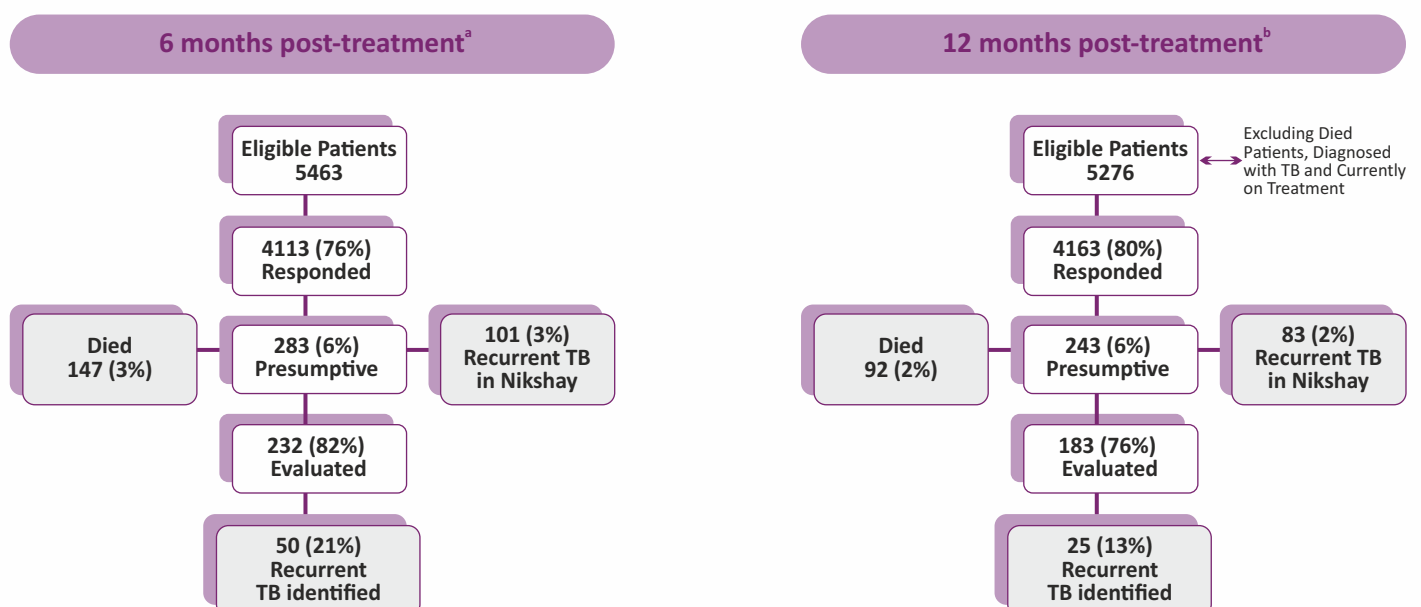 6 months post-treatmentᵃ
Eligible Patients
5463
4113 (76%)
Responded
Died
147 (3%)
283 (6%)
Presumptive
101 (3%)
Recurrent TB
in Nikshay
232 (82%)
Evaluated
50 (21%)
Recurrent
TB identified
12 months post-treatmentᵇ
Eligible Patients
5276
Excluding Died
Patients, Diagnosed
with TB and Currently
on Treatment
4163 (80%)
Responded
Died
92 (2%)
243 (6%)
Presumptive
83 (2%)
Recurrent TB
in Nikshay
183 (76%)
Evaluated
25 (13%)
Recurrent
TB identified